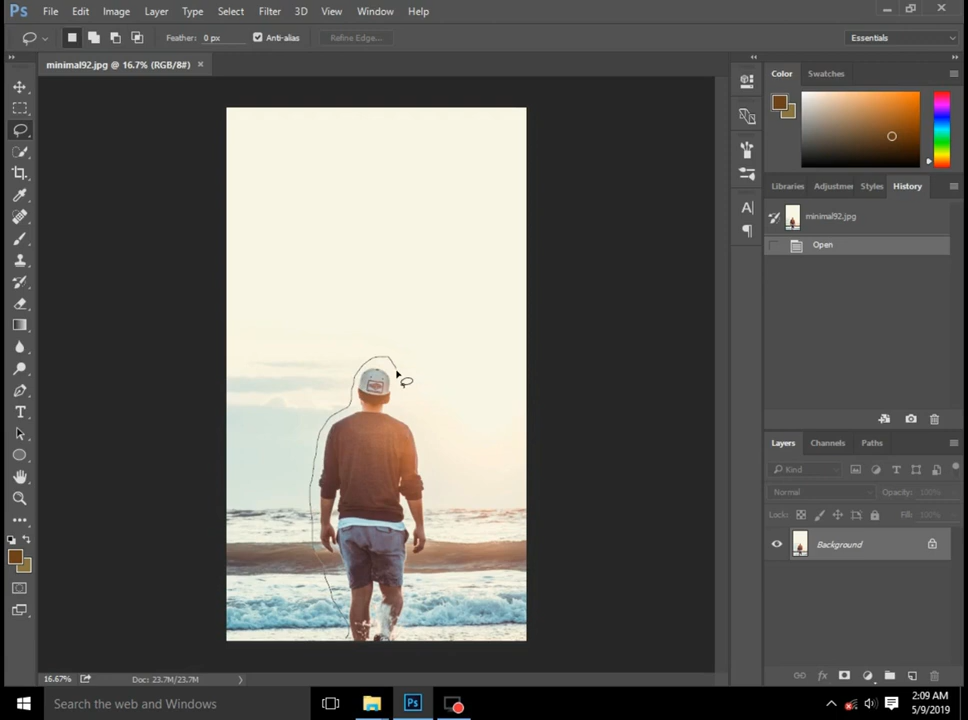 Ps File Edit Image Layer Type Select Filter 3D View Window Help
Feather: 0 px Anti-alias Refine Edge... Essentials
minimal92.jpg @ 16.7% (RGB/8#) ×
Color Swatches
Libraries Adjustmer Styles History
minimal92.jpg
Open
Layers Channels Paths
Kind
Normal Opacity: 100%
Lock: Fill: 100%
Background
16.67% Doc: 23.7M/23.7M
Search the web and Windows
Ps
2:09 AM
5/9/2019